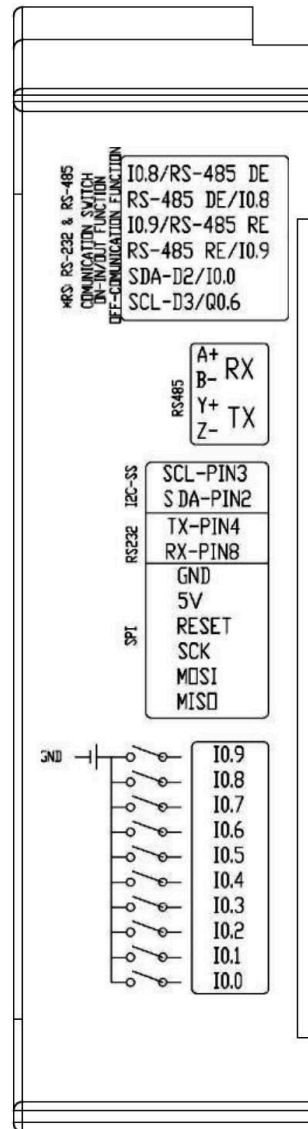 *RS: RS-232 & RS-485
COMUNICATION SWITCH
ON-IN/OUT FUNCTION
OFF-COMUNICATION FUNCTION
I0.8/RS-485 DE
RS-485 DE/I0.8
I0.9/RS-485 RE
RS-485 RE/I0.9
SDA-D2/I0.0
SCL-D3/Q0.6
RS485
A+
B- RX
Y+
Z- TX
I2C-SS
SCL-PIN3
SDA-PIN2
RS232
TX-PIN4
RX-PIN8
SPI
GND
5V
RESET
SCK
MOSI
MISO
GND
I0.9
I0.8
I0.7
I0.6
I0.5
I0.4
I0.3
I0.2
I0.1
I0.0